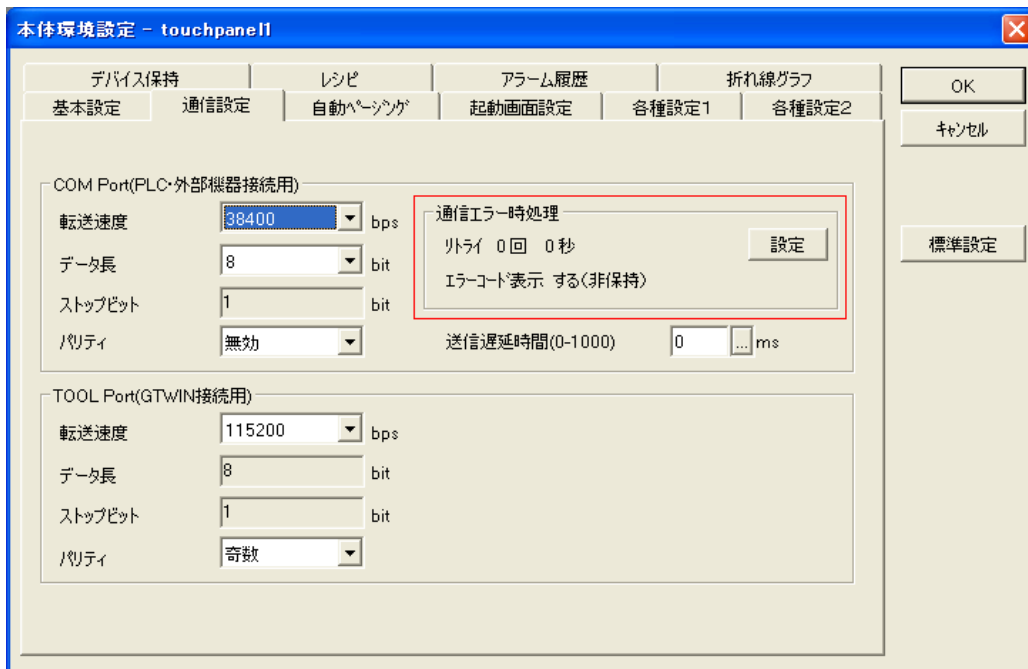 本体環境設定 - touchpanel1
デバイス保持 レシピ アラーム履歴 折れ線グラフ
基本設定 通信設定 自動ページング 起動画面設定 各種設定1 各種設定2
OK
キャンセル
標準設定
COM Port(PLC・外部機器接続用)
転送速度 38400 bps
データ長 8 bit
ストップビット 1 bit
パリティ 無効
通信エラー時処理
リトライ 0回 0秒
設定
エラーコード表示 する(非保持)
送信遅延時間(0-1000) 0 ... ms
TOOL Port(GTWIN接続用)
転送速度 115200 bps
データ長 8 bit
ストップビット 1 bit
パリティ 奇数